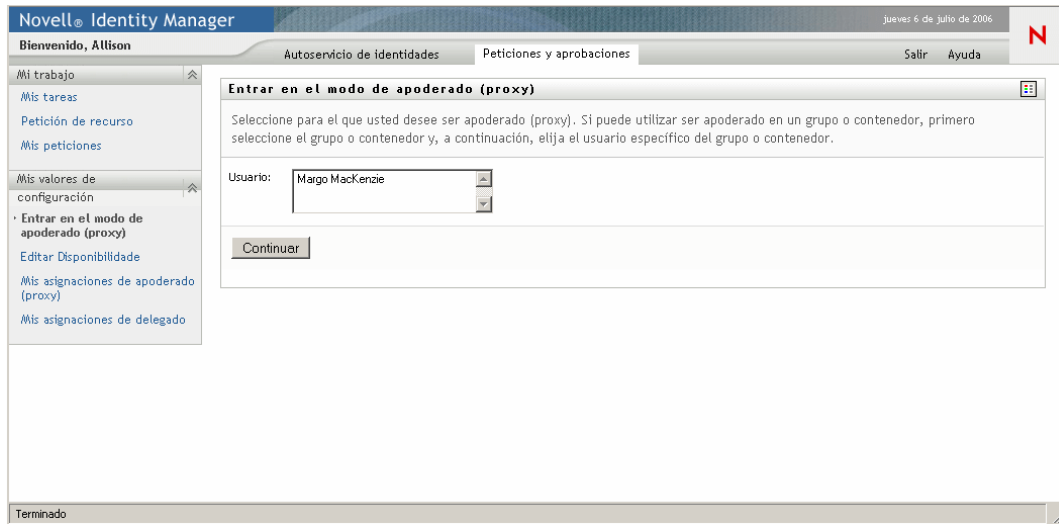 Novell® Identity Manager
jueves 6 de julio de 2006
N
Bienvenido, Allison
Autoservicio de identidades
Peticiones y aprobaciones
Salir
Ayuda
Mi trabajo
Mis tareas
Petición de recurso
Mis peticiones
Mis valores de
configuración
Entrar en el modo de
apoderado (proxy)
Editar Disponibilidade
Mis asignaciones de apoderado
(proxy)
Mis asignaciones de delegado
Entrar en el modo de apoderado (proxy)
Seleccione para el que usted desee ser apoderado (proxy). Si puede utilizar ser apoderado en un grupo o contenedor, primero
seleccione el grupo o contenedor y, a continuación, elija el usuario específico del grupo o contenedor.
Usuario:
Margo MacKenzie
Continuar
Terminado